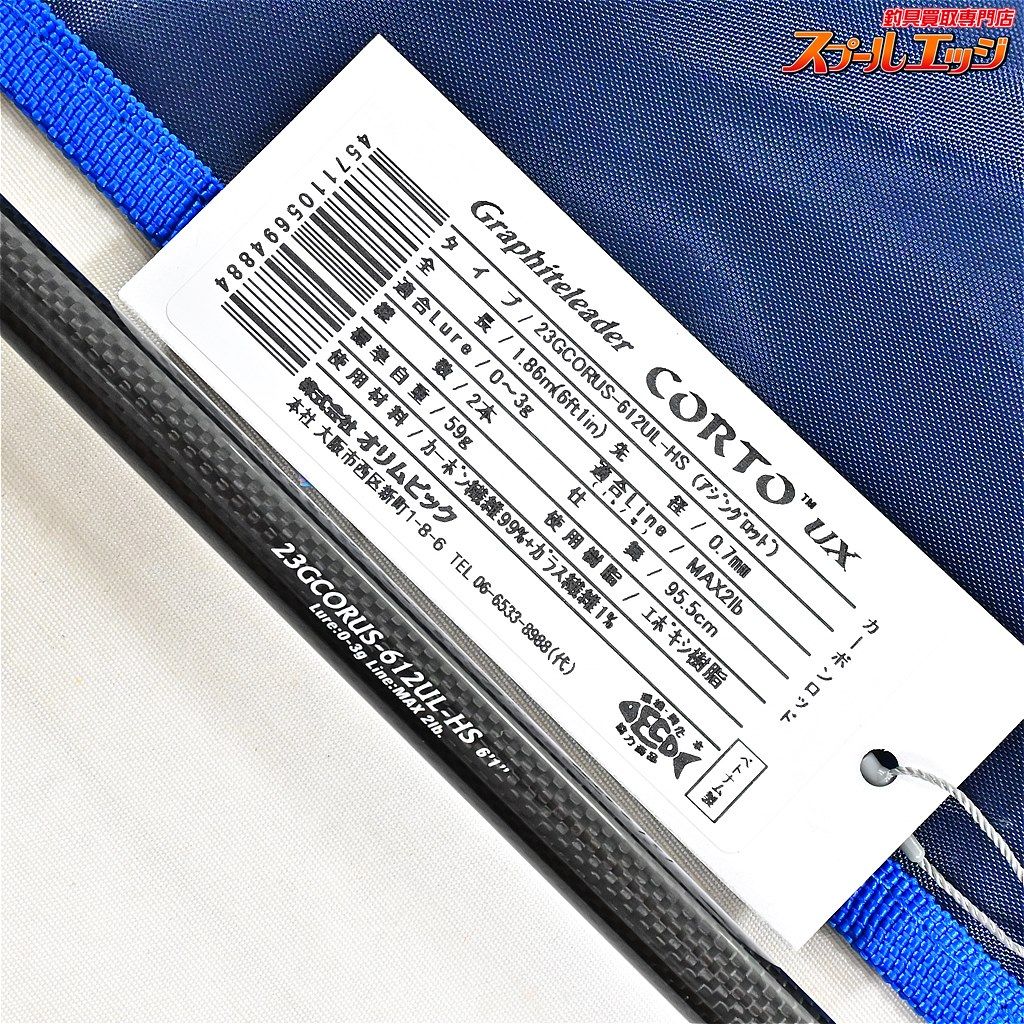 釣具買取専門店
スプールエッジ
4571105694884
Graphiteleader CORTO™ UX
タイプ / 23GCORUS-612UL-HS (アジングロッド)
全長 / 1.86m(6ft1in) 先径 / 0.7mm
適合Lure / 0~3g 適合Line / MAX2lb
継数 / 2本 仕舞 / 95.5cm
標準自重 / 59g 使用樹脂 / エポキシ樹脂
使用材料 / カーボン繊維99%+ガラス繊維1%
株式会社 オリムピック
本社 大阪市西区新町1-8-6 TEL 06-6533-8988(代)
カーボンロッド
ECO
協力商品
ベトナム製
23GCORUS-612UL-HS 6'1"
Lure:0-3g Line:MAX 2lb.